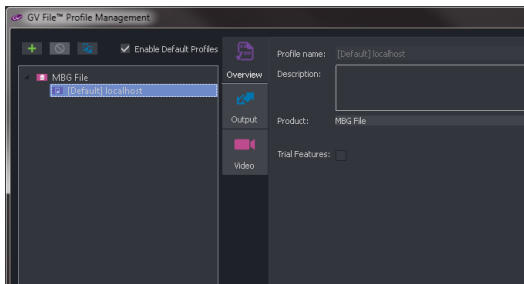 GV File™ Profile Management
Enable Default Profiles
MBG File
[Default] localhost
Overview
Output
Video
Profile name: [Default] localhost
Description:
Product: MBG File
Trial Features: